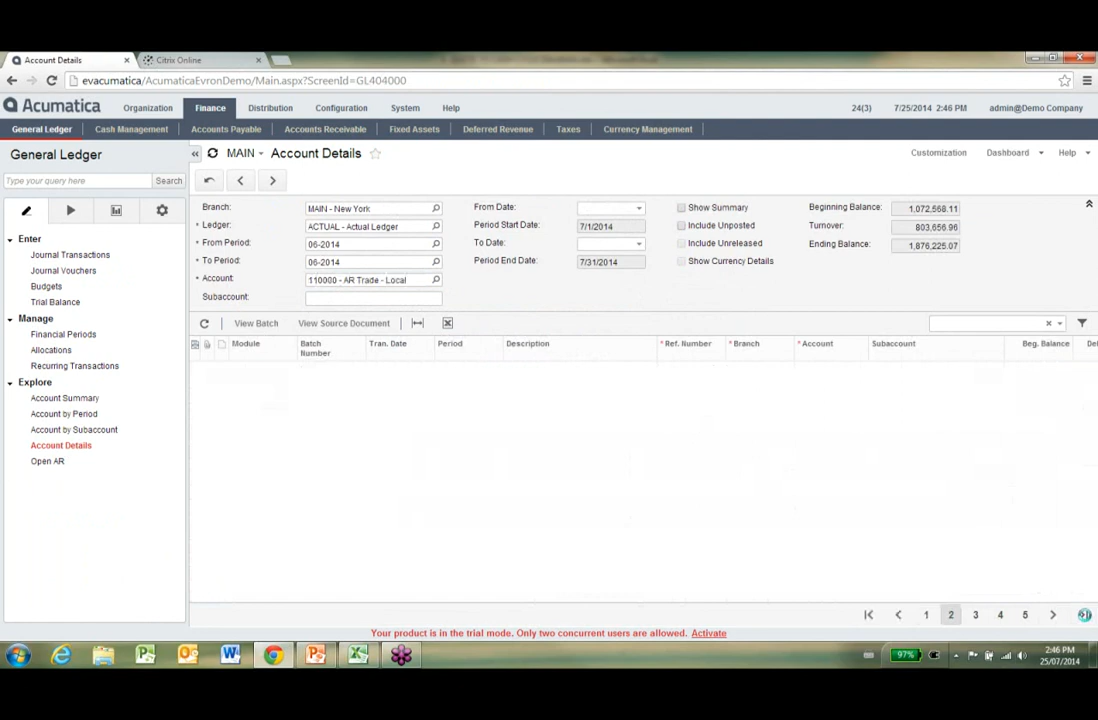 Account Details
Citrix Online
evacumatica/AcumaticaEvronDemo/Main.aspx?ScreenId=GL404000
Acumatica
Organization Finance Distribution Configuration System Help
24(3) 7/25/2014 2:46 PM admin@Demo Company
General Ledger Cash Management Accounts Payable Accounts Receivable Fixed Assets Deferred Revenue Taxes Currency Management
General Ledger
Type your query here Search
MAIN Account Details
Customization Dashboard Help
Enter
Journal Transactions
Journal Vouchers
Budgets
Trial Balance
Manage
Financial Periods
Allocations
Recurring Transactions
Explore
Account Summary
Account by Period
Account by Subaccount
Account Details
Open AR
Branch: MAIN - New York
* Ledger: ACTUAL - Actual Ledger
* From Period: 06-2014
* To Period: 06-2014
* Account: 110000 - AR Trade - Local
Subaccount:
From Date:
Period Start Date: 7/1/2014
To Date:
Period End Date: 7/31/2014
Show Summary
Include Unposted
Include Unreleased
Show Currency Details
Beginning Balance: 1,072,568.11
Turnover: 803,656.96
Ending Balance: 1,876,225.07
View Batch View Source Document
Module Batch Number Tran. Date Period Description * Ref. Number * Branch * Account Subaccount Beg. Balance
1 2 3 4 5
Your product is in the trial mode. Only two concurrent users are allowed. Activate
97%
2:46 PM
25/07/2014